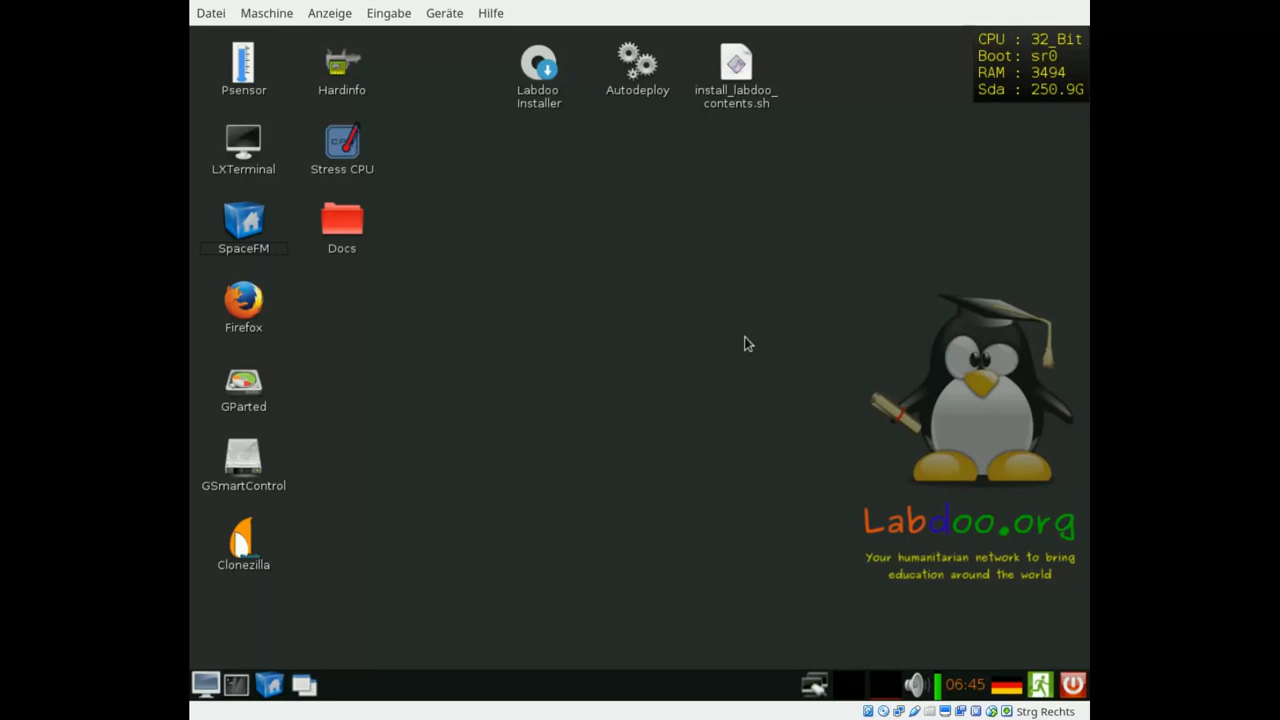 Datei Maschine Anzeige Eingabe Geräte Hilfe
CPU : 32_Bit
Boot: sr0
RAM : 3494
Sda : 250.9G
Psensor
Hardinfo
Labdoo
Installer
Autodeploy
install_labdoo_
contents.sh
LXTerminal
Stress CPU
SpaceFM
Docs
Firefox
GParted
GSmartControl
Clonezilla
Labdoo.org
Your humanitarian network to bring
education around the world
06:45
Strg Rechts